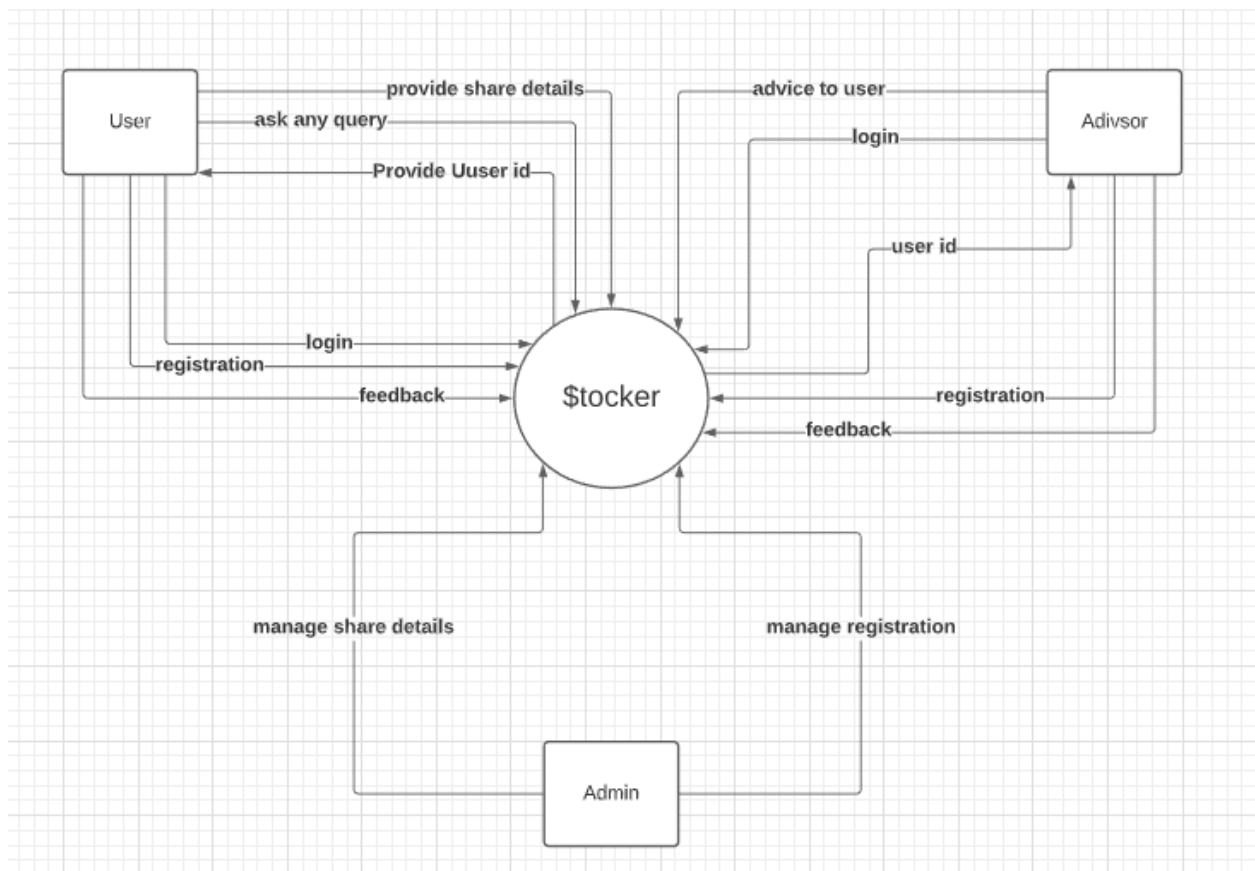 provide share details
advice to user
User
ask any query
Adivsor
login
Provide Uuser id
user id
login
registration
feedback
$tocker
registration
feedback
manage share details
manage registration
Admin